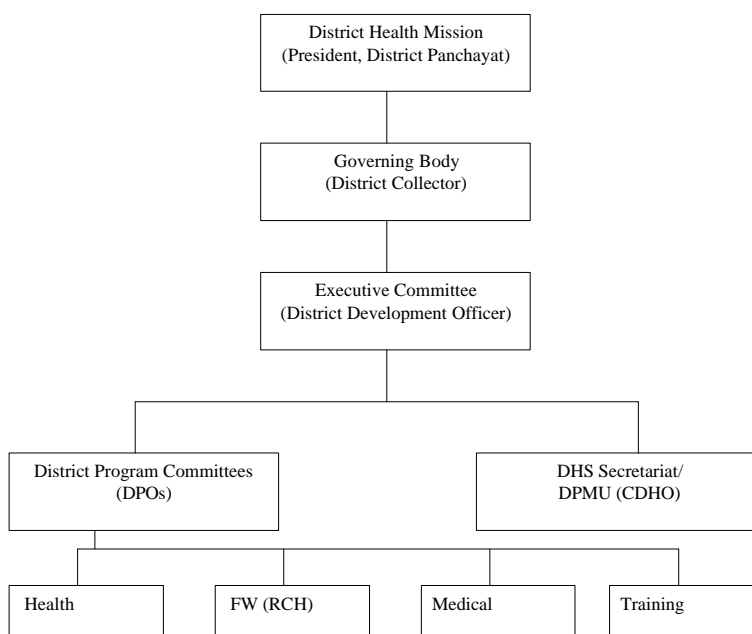 District Health Mission
(President, District Panchayat)
Governing Body
(District Collector)
Executive Committee
(District Development Officer)
District Program Committees
(DPOs)
DHS Secretariat/
DPMU (CDHO)
Health
FW (RCH)
Medical
Training